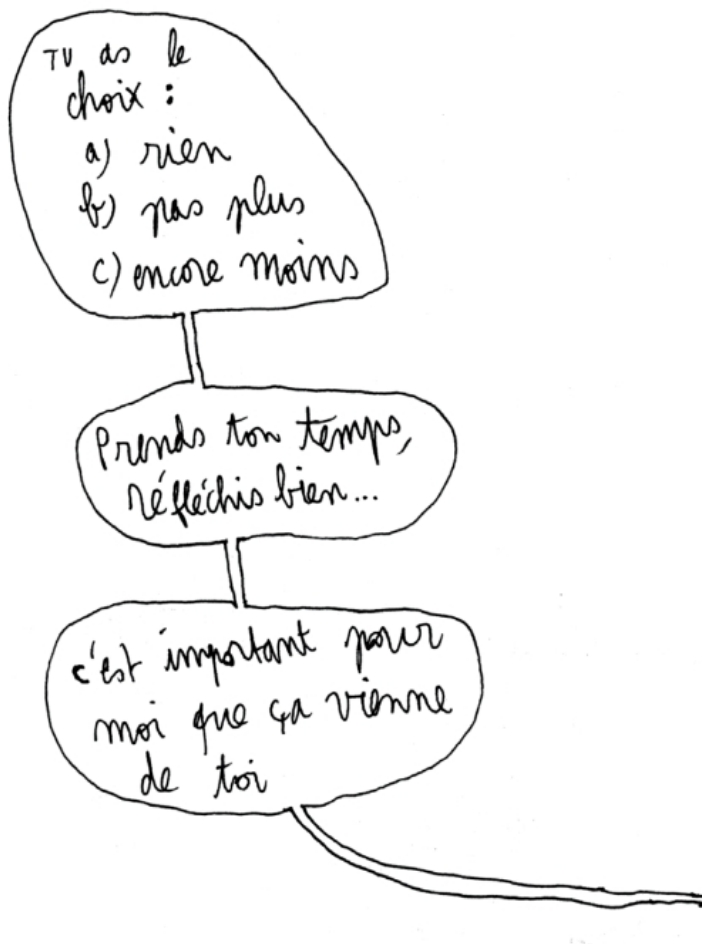 TU as le
choix :
a) rien
b) pas plus
c) encore moins
Prends ton temps,
réfléchis bien...
c'est important pour
moi que ça vienne
de toi